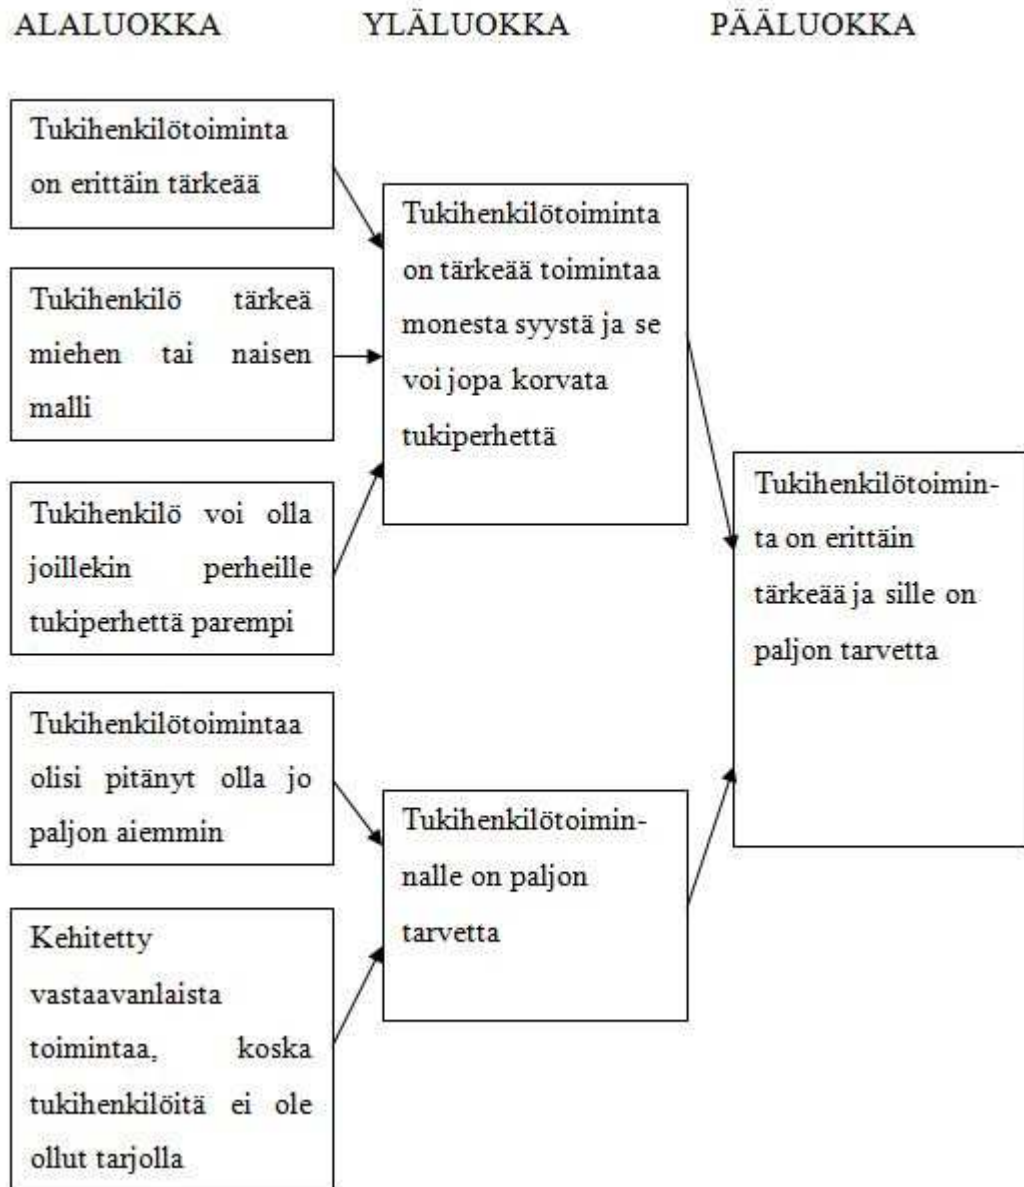 ALALUOKKA YLÄLUOKKA PÄÄLUOKKA
Tukihenkilötoiminta
on erittäin tärkeää
Tukihenkilö tärkeä
miehen tai naisen
malli
Tukihenkilö voi olla
joillekin perheille
tukiperhettä parempi
Tukihenkilötoimintaa
olisi pitänyt olla jo
paljon aiemmin
Kehitetty
vastaavanlaista
toimintaa, koska
tukihenkilöitä ei ole
ollut tarjolla
Tukihenkilötoiminta
on tärkeää toimintaa
monesta syystä ja se
voi jopa korvata
tukiperhettä
Tukihenkilötoimin-
nalle on paljon
tarvetta
Tukihenkilötoimin-
ta on erittäin
tärkeää ja sille on
paljon tarvetta